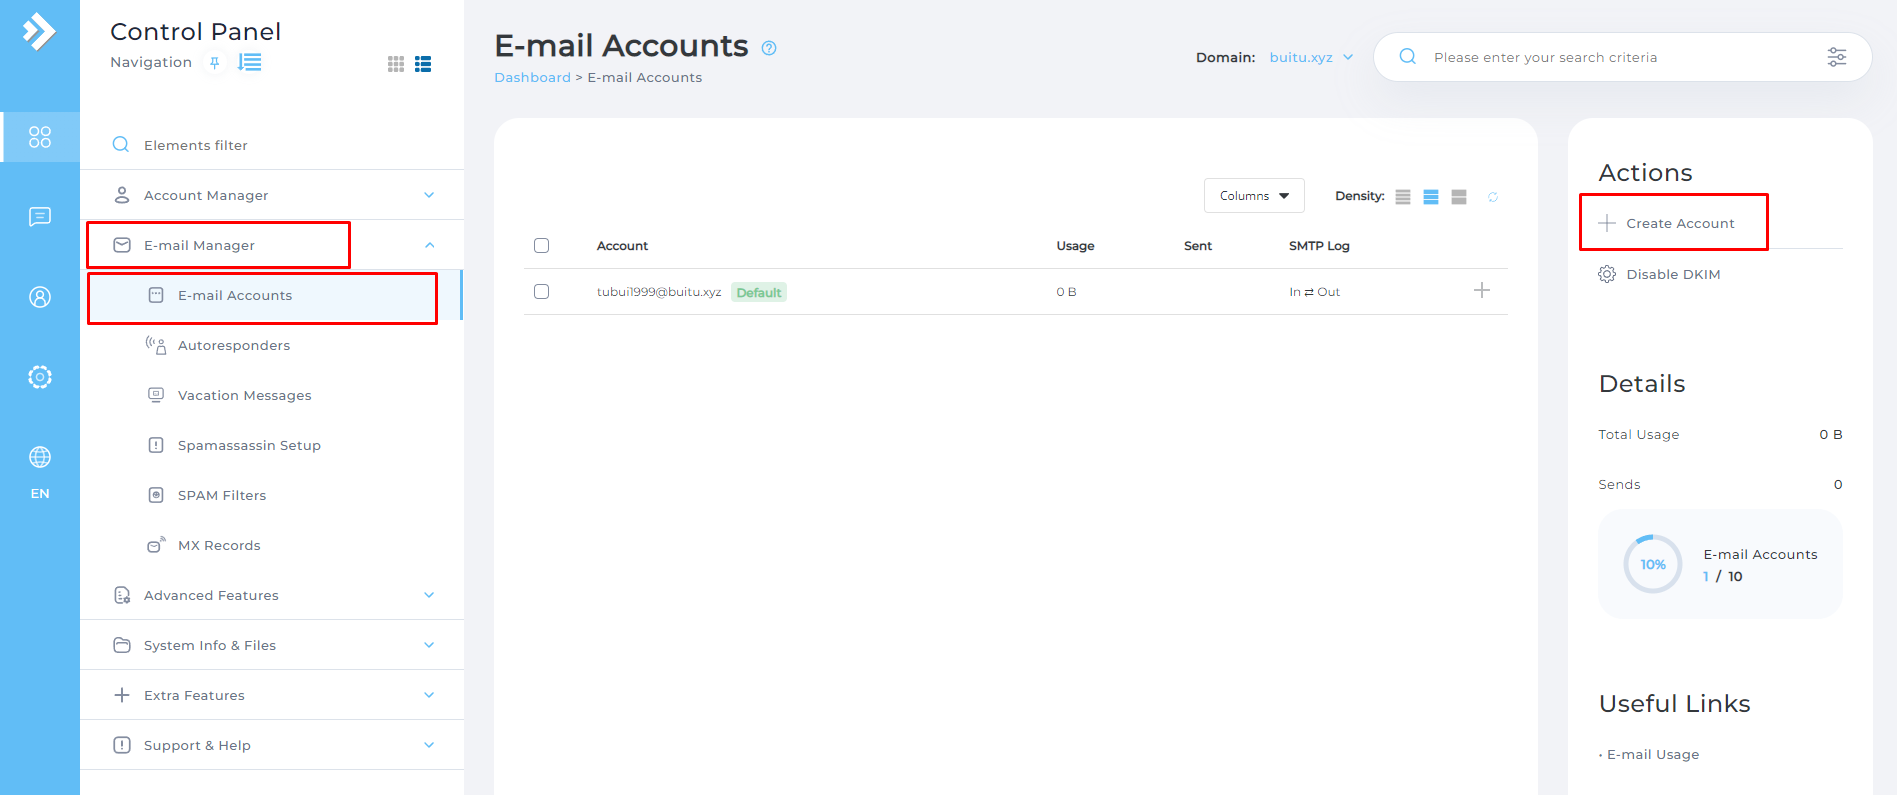 Control Panel
Navigation
EN
Elements filter
Account Manager
E-mail Manager
E-mail Accounts
Autoresponders
Vacation Messages
Spamassassin Setup
SPAM Filters
MX Records
Advanced Features
System Info & Files
Extra Features
Support & Help
E-mail Accounts
Dashboard > E-mail Accounts
Domain: buitu.xyz
Please enter your search criteria
Columns
Density:
Account Usage Sent SMTP Log
tubui1999@buitu.xyz Default 0 B In ⇄ Out
Actions
Create Account
Disable DKIM
Details
Total Usage 0 B
Sends 0
10%
E-mail Accounts
1 / 10
Useful Links
• E-mail Usage